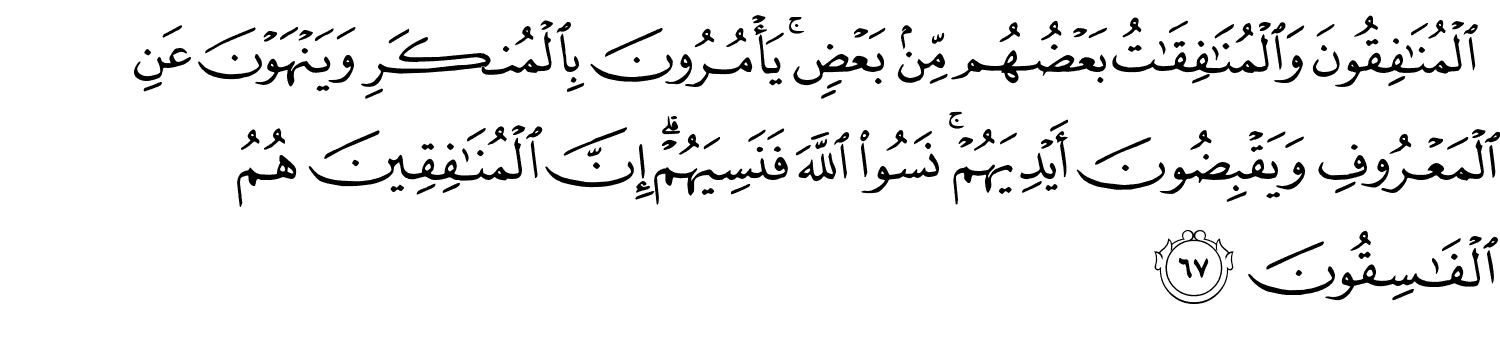 ٱلْمُنَٰفِقُونَ وَٱلْمُنَٰفِقَٰتُ بَعْضُهُم مِّنۢ بَعْضٍۚ يَأْمُرُونَ بِٱلْمُنكَرِ وَيَنْهَوْنَ عَنِ
ٱلْمَعْرُوفِ وَيَقْبِضُونَ أَيْدِيَهُمْۚ نَسُوا۟ ٱللَّهَ فَنَسِيَهُمْۗ إِنَّ ٱلْمُنَٰفِقِينَ هُمُ
ٱلْفَٰسِقُونَ ٦٧